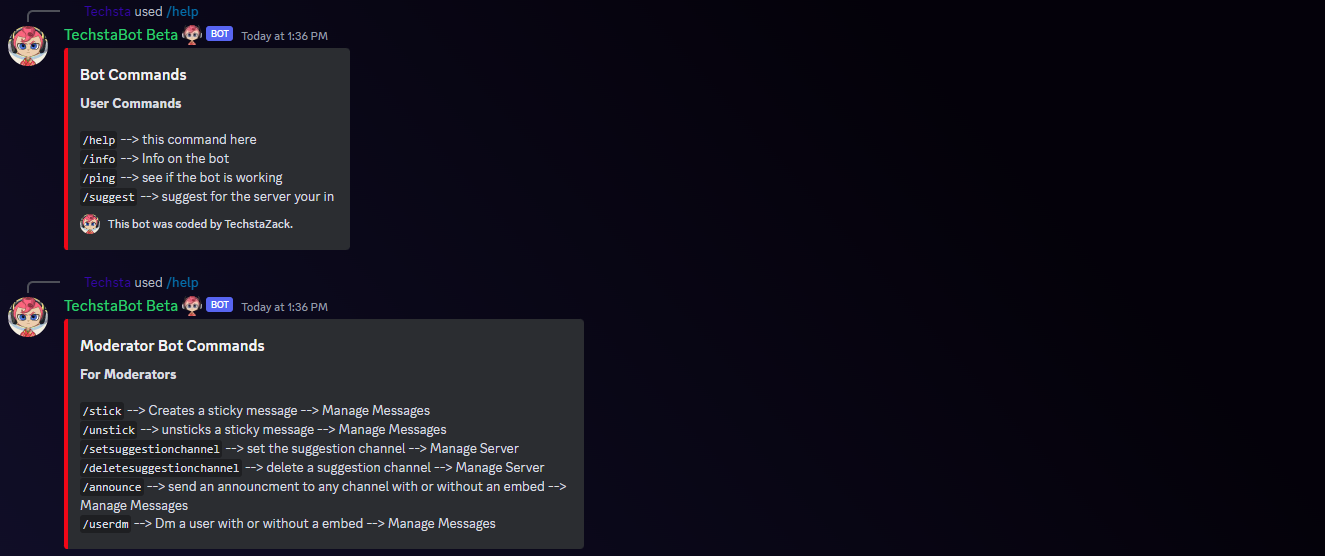 Techsta used /help
TechstaBot Beta BOT Today at 1:36 PM
Bot Commands
User Commands
/help --> this command here
/info --> Info on the bot
/ping --> see if the bot is working
/suggest --> suggest for the server your in
This bot was coded by TechstaZack.
Techsta used /help
TechstaBot Beta BOT Today at 1:36 PM
Moderator Bot Commands
For Moderators
/stick --> Creates a sticky message --> Manage Messages
/unstick --> unsticks a sticky message --> Manage Messages
/setsuggestionchannel --> set the suggestion channel --> Manage Server
/deletesuggestionchannel --> delete a suggestion channel --> Manage Server
/announce --> send an announcment to any channel with or without an embed -->
Manage Messages
/userdm --> Dm a user with or without a embed --> Manage Messages